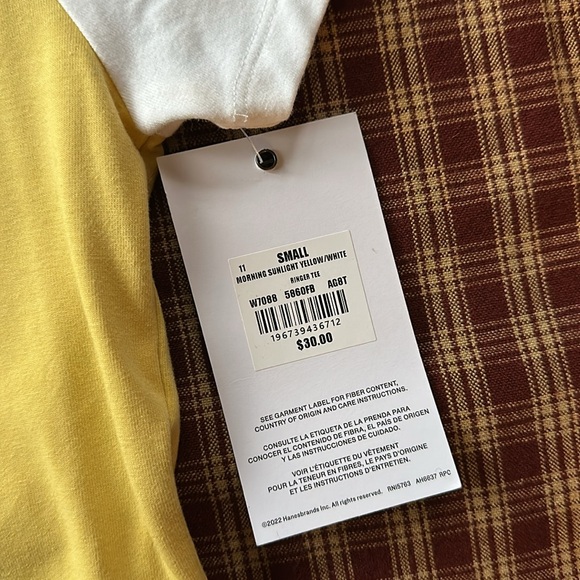 11 SMALL
MORNING SUNLIGHT YELLOW/WHITE
RINGER TEE
W708B 5860FB AG8T
196739436712
$30.00
SEE GARMENT LABEL FOR FIBER CONTENT,
COUNTRY OF ORIGIN AND CARE INSTRUCTIONS.
CONSULTE LA ETIQUETA DE LA PRENDA PARA
CONOCER EL CONTENIDO DE FIBRA, EL PAÍS DE ORIGEN
Y LAS INSTRUCCIONES DE CUIDADO.
VOIR L'ÉTIQUETTE DU VÊTEMENT
POUR LA TENEUR EN FIBRES, LE PAYS D'ORIGINE
ET LES INSTRUCTIONS D'ENTRETIEN.
©2022 Hanesbrands Inc. All rights reserved. RN15763 AH6037 RPC